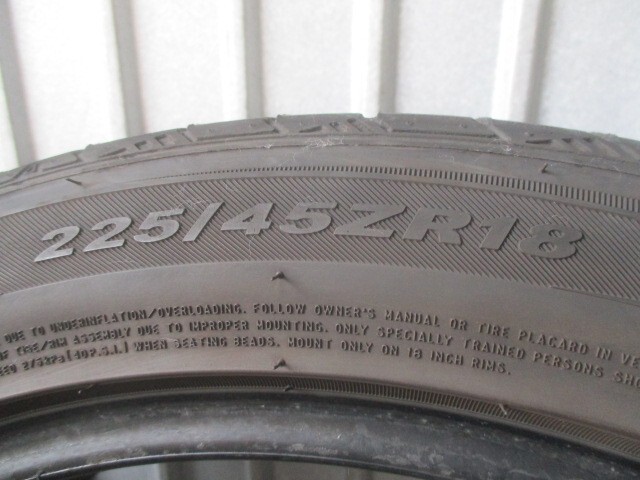 225/45ZR18
DUE TO UNDERINFLATION/OVERLOADING. FOLLOW OWNER'S MANUAL OR TIRE PLACARD IN VE
OF TIRE/RIM ASSEMBLY DUE TO IMPROPER MOUNTING. ONLY SPECIALLY TRAINED PERSONS SHO
WHEN SEATING BEADS. MOUNT ONLY ON 18 INCH RIMS.